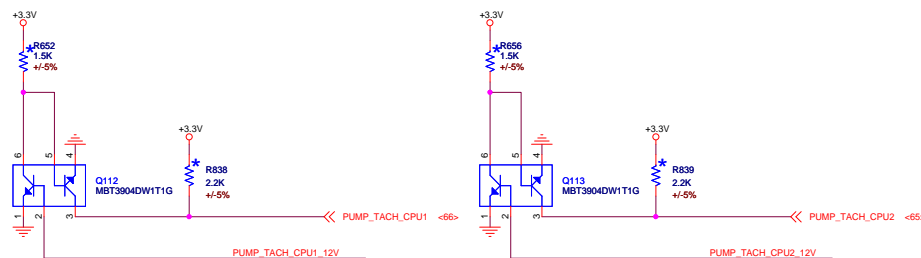 +3.3V
R652
1.5K
+/-5%
6
5
4
Q112
MBT3904DW1T1G
1
2
3
+3.3V
R838
2.2K
+/-5%
PUMP_TACH_CPU1 <66>
PUMP_TACH_CPU1_12V
+3.3V
R656
1.5K
+/-5%
6
5
4
Q113
MBT3904DW1T1G
1
2
3
+3.3V
R839
2.2K
+/-5%
PUMP_TACH_CPU2 <65
PUMP_TACH_CPU2_12V